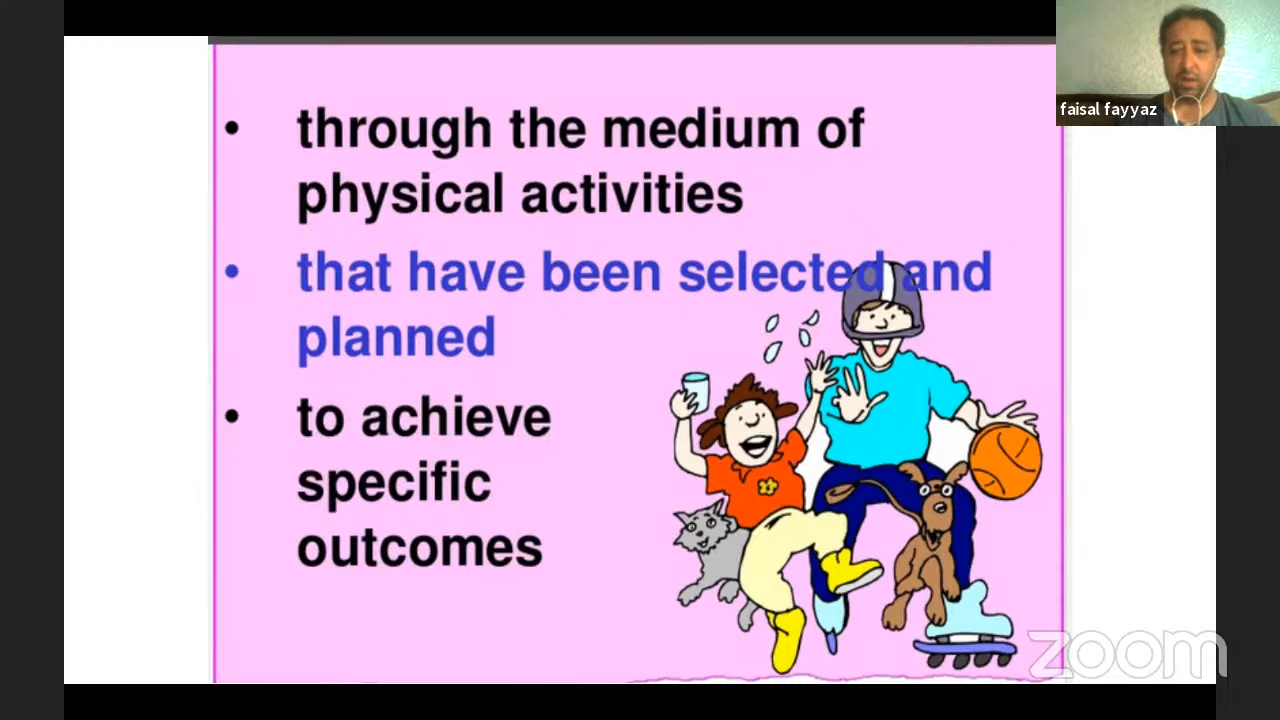 faisal fayyaz
• through the medium of
physical activities
• that have been selected and
planned
• to achieve
specific
outcomes
zoom